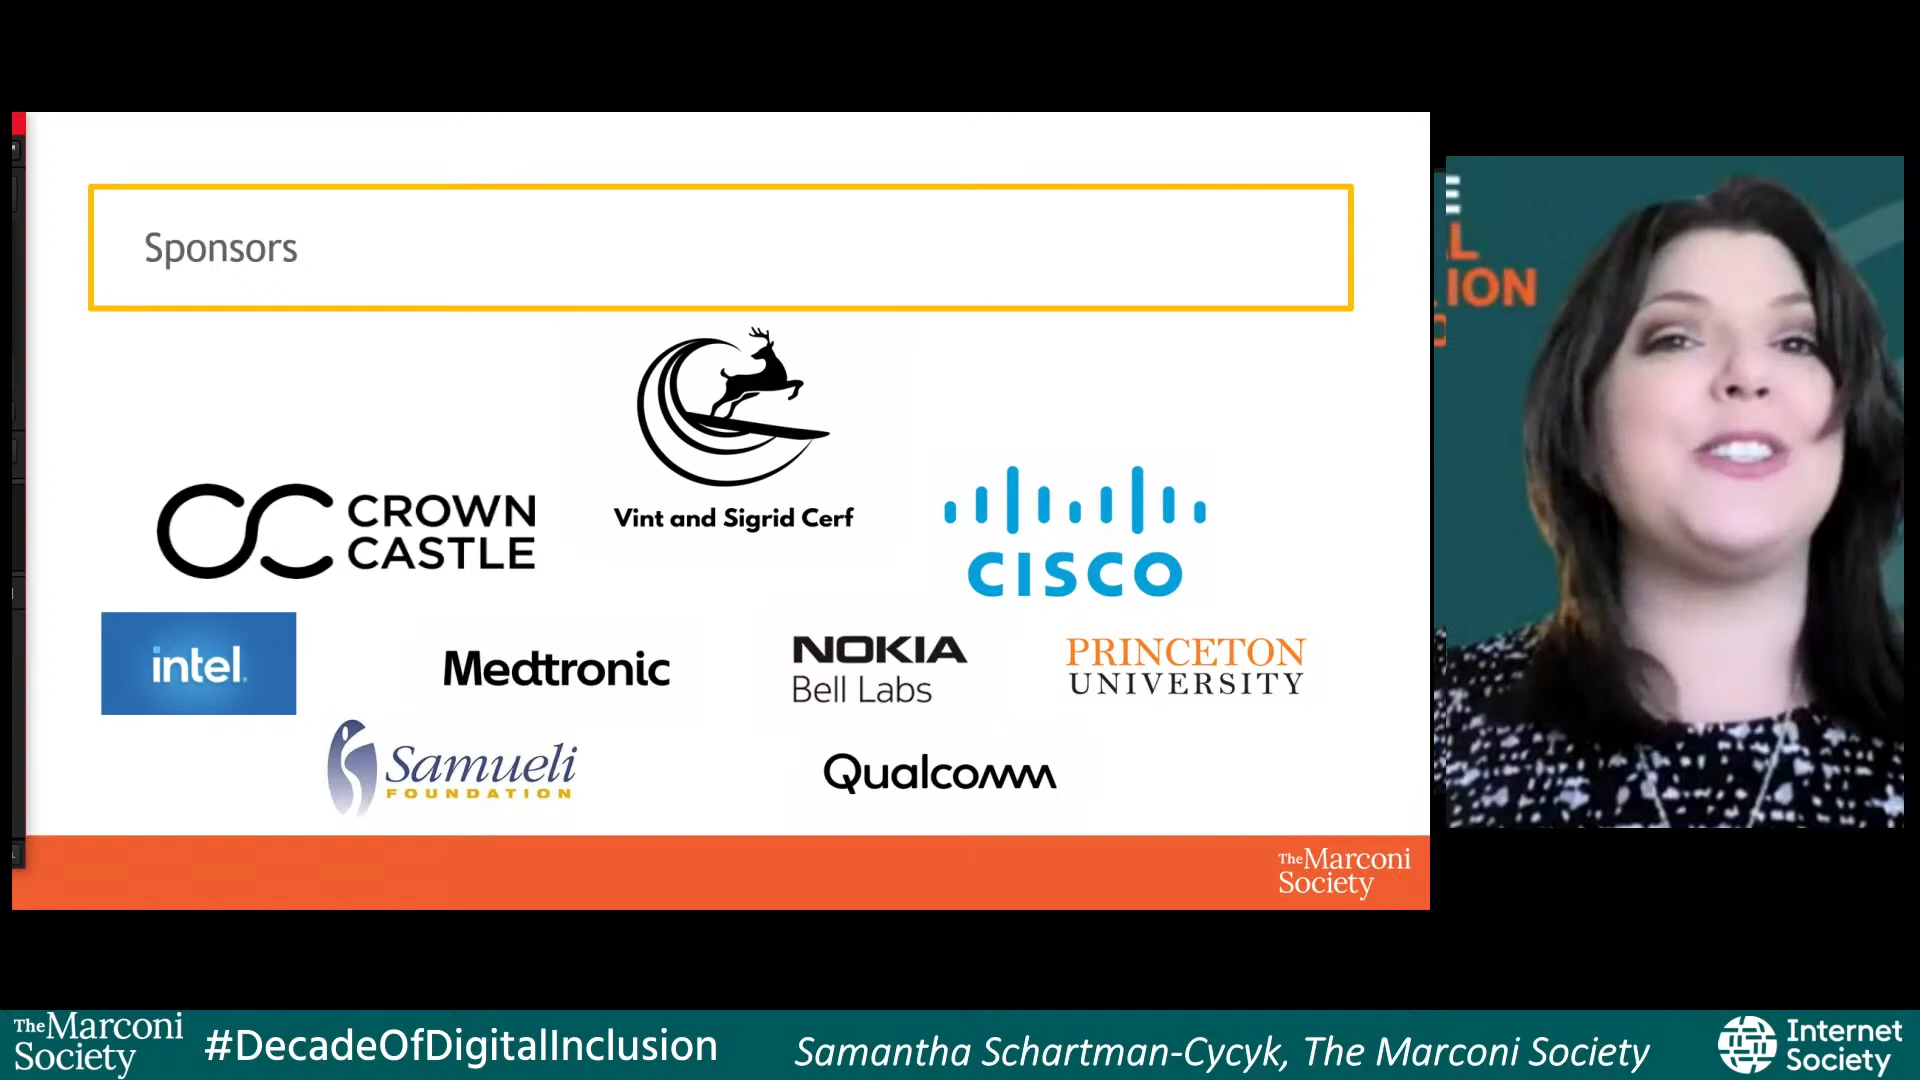 Sponsors
Vint and Sigrid Cerf
CROWN
CASTLE
CISCO
intel.
Medtronic
NOKIA
Bell Labs
PRINCETON
UNIVERSITY
Samueli
FOUNDATION
Qualcomm
The Marconi
Society
E
L
ION
The Marconi
Society
#DecadeOfDigitalInclusion
Samantha Schartman-Cycyk, The Marconi Society
Internet
Society